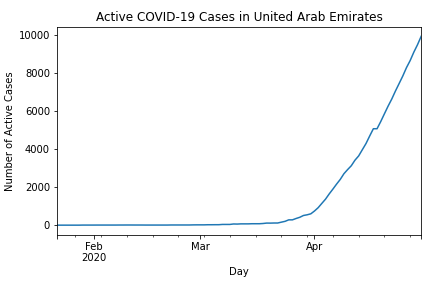 Active COVID-19 Cases in United Arab Emirates
10000
8000
6000
4000
2000
0
Number of Active Cases
Feb
2020
Mar
Apr
Day